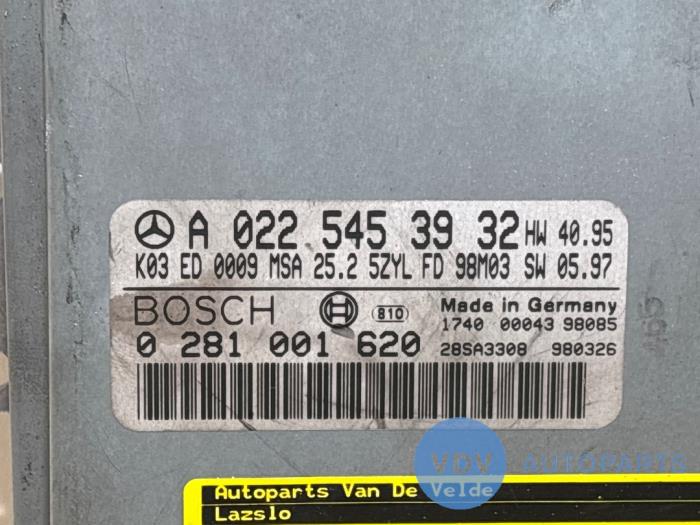 A 022 545 39 32 HW 40.95
K03 ED 0009 MSA 25.2 5ZYL FD 98M03 SW 05.97
BOSCH 810 Made in Germany
1740 00043 98085
0 281 001 620 28SA3308 980326
VDV AUTOPARTS
Autoparts Van De Velde
Lazslo